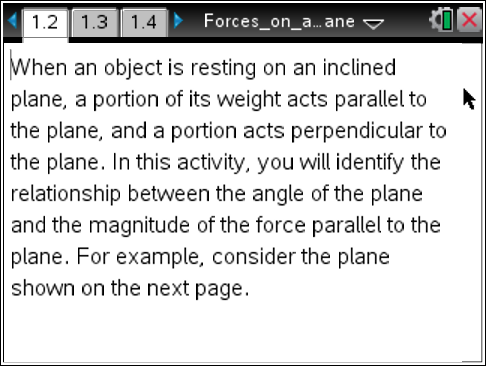 1.2 1.3 1.4 Forces_on_a…ane
When an object is resting on an inclined
plane, a portion of its weight acts parallel to
the plane, and a portion acts perpendicular to
the plane. In this activity, you will identify the
relationship between the angle of the plane
and the magnitude of the force parallel to the
plane. For example, consider the plane
shown on the next page.